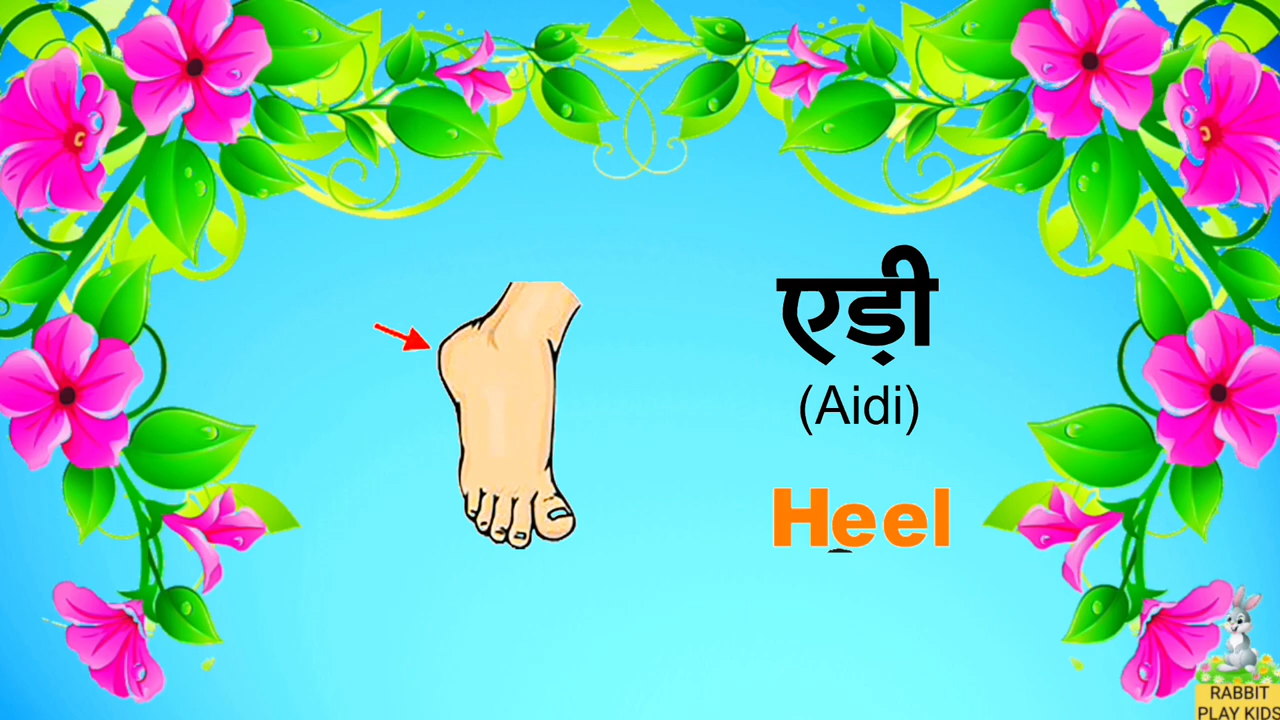 एड़ी
(Aidi)
Heel
RABBIT
PLAY KIDS